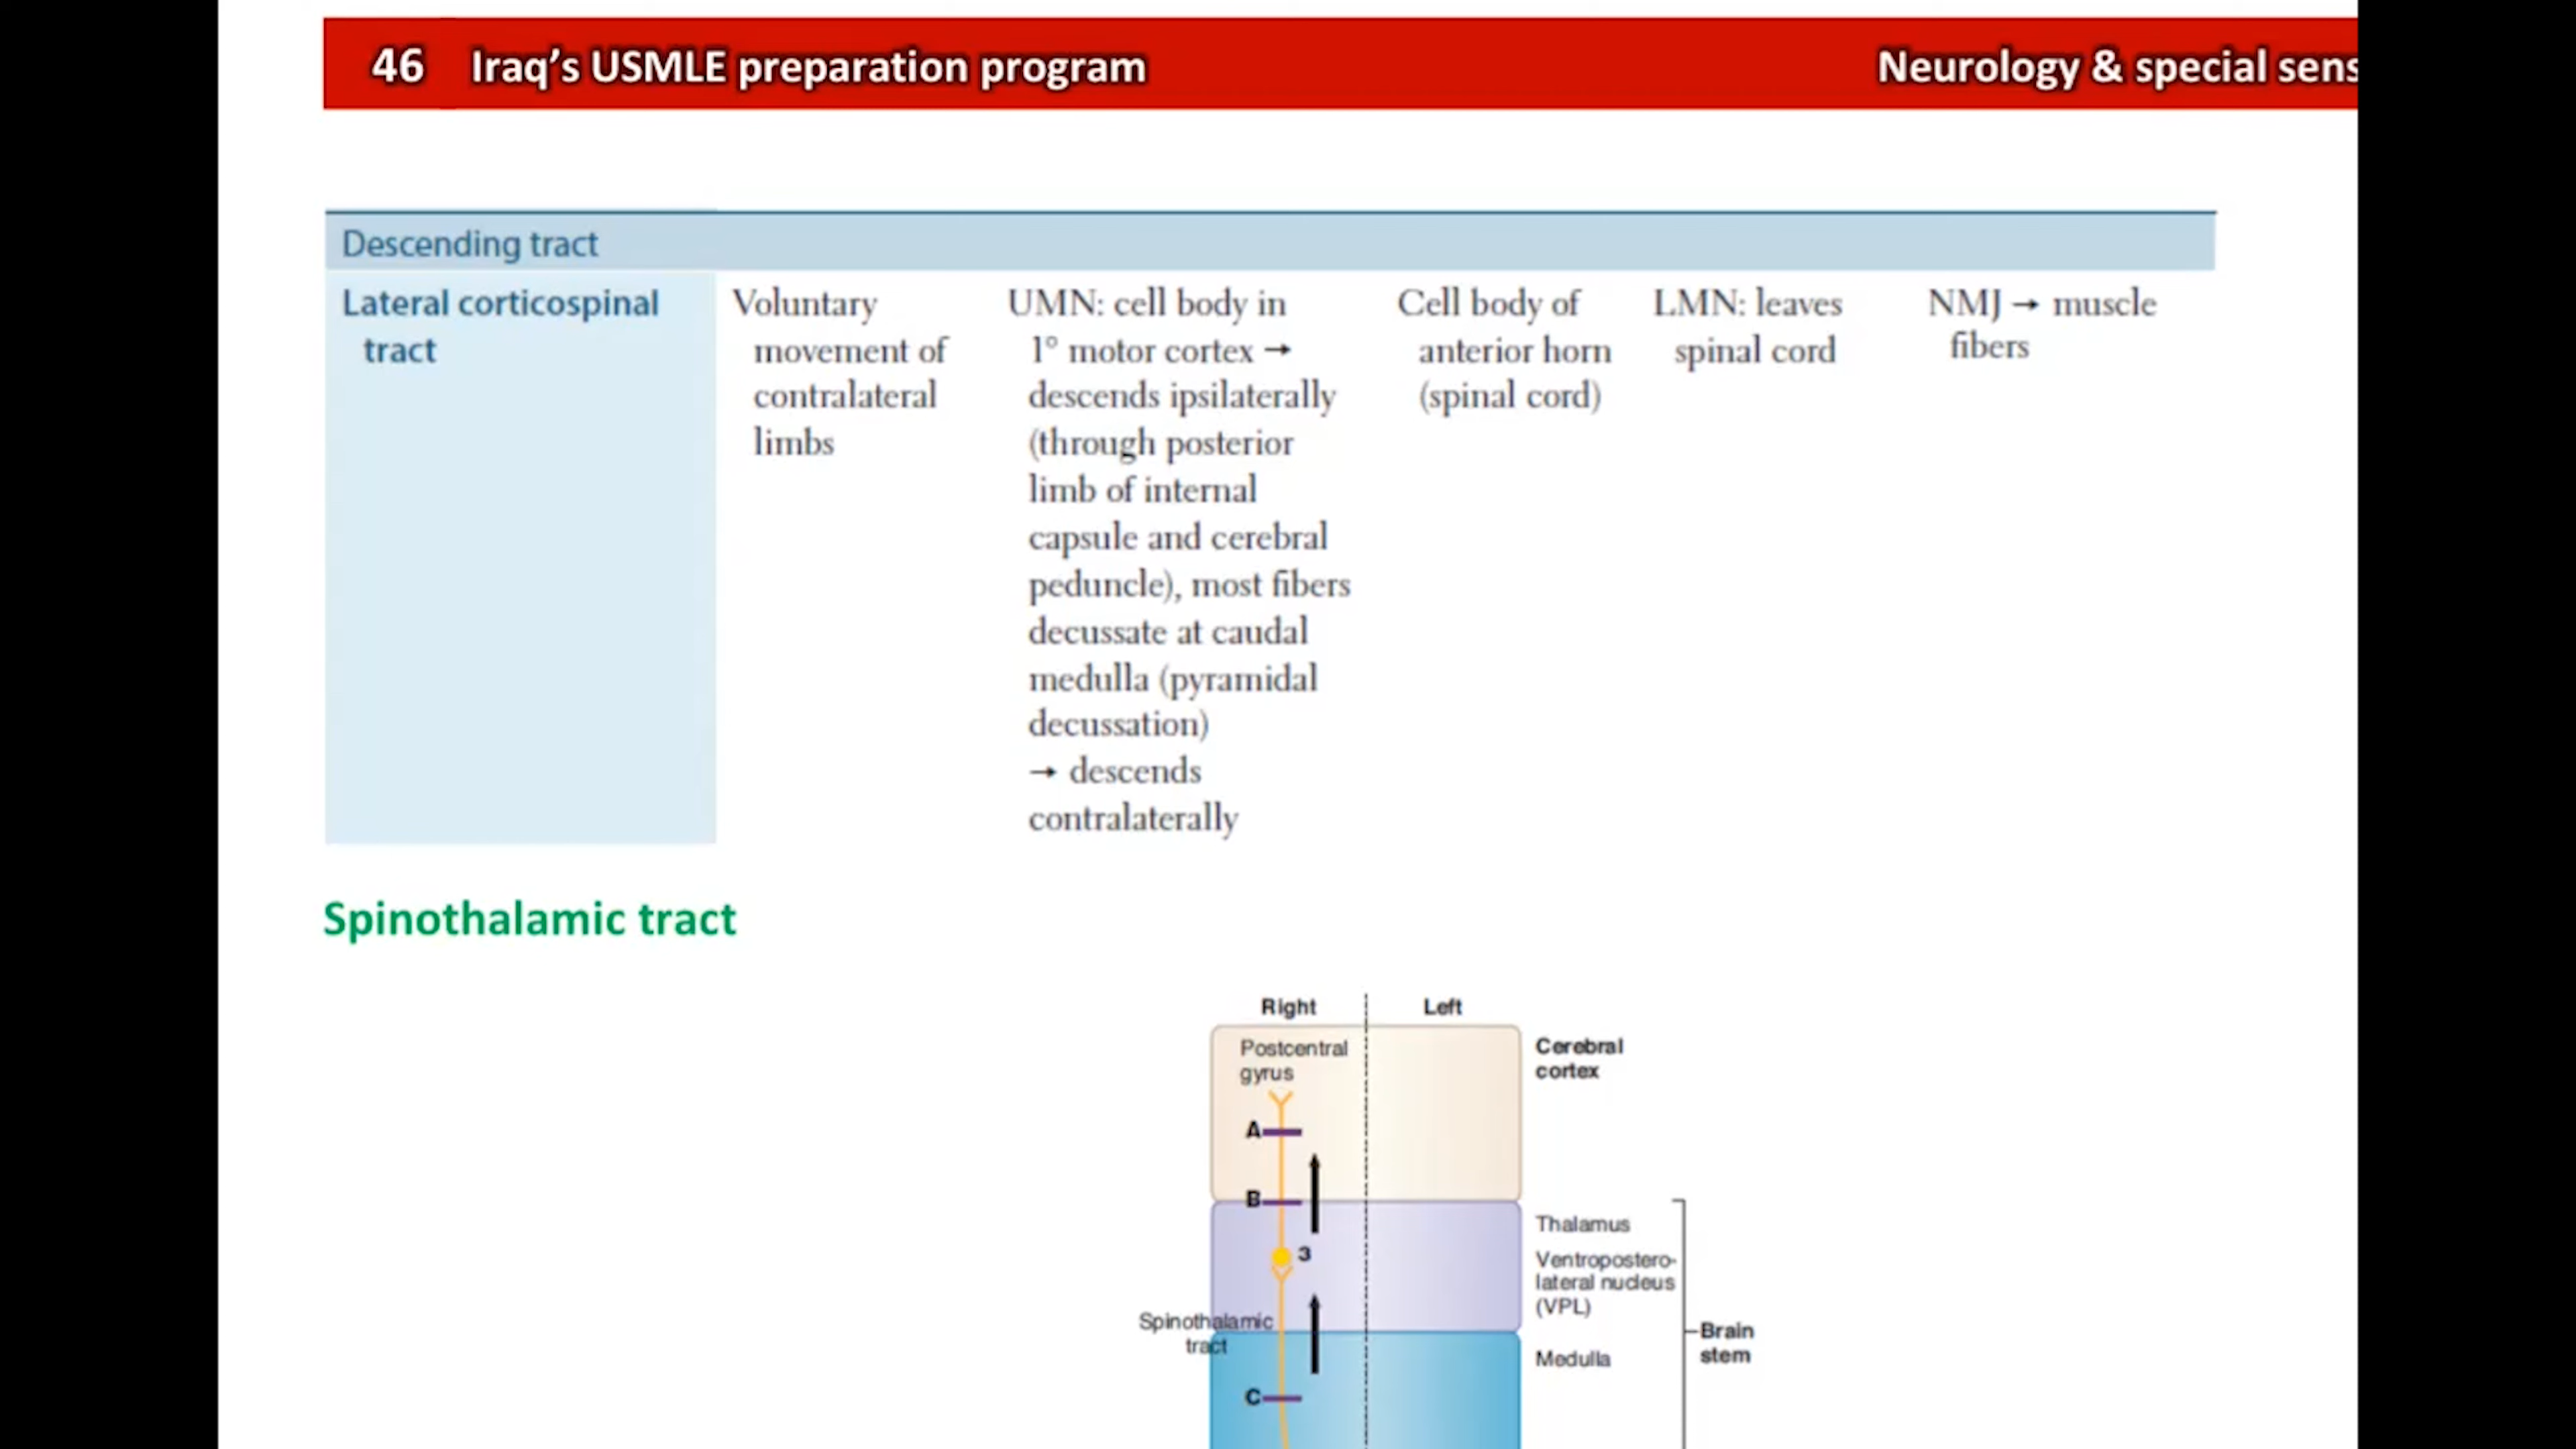 46 Iraq's USMLE preparation program
Neurology & special sens
Descending tract
Lateral corticospinal
tract
Voluntary
movement of
contralateral
limbs
UMN: cell body in
1° motor cortex →
descends ipsilaterally
(through posterior
limb of internal
capsule and cerebral
peduncle), most fibers
decussate at caudal
medulla (pyramidal
decussation)
→ descends
contralaterally
Cell body of
anterior horn
(spinal cord)
LMN: leaves
spinal cord
NMJ → muscle
fibers
Spinothalamic tract
Right
Left
Postcentral
gyrus
Cerebral
cortex
A
B
3
Thalamus
Ventropostero-
lateral nucleus
(VPL)
Spinothalamic
tract
Brain
stem
Medulla
C